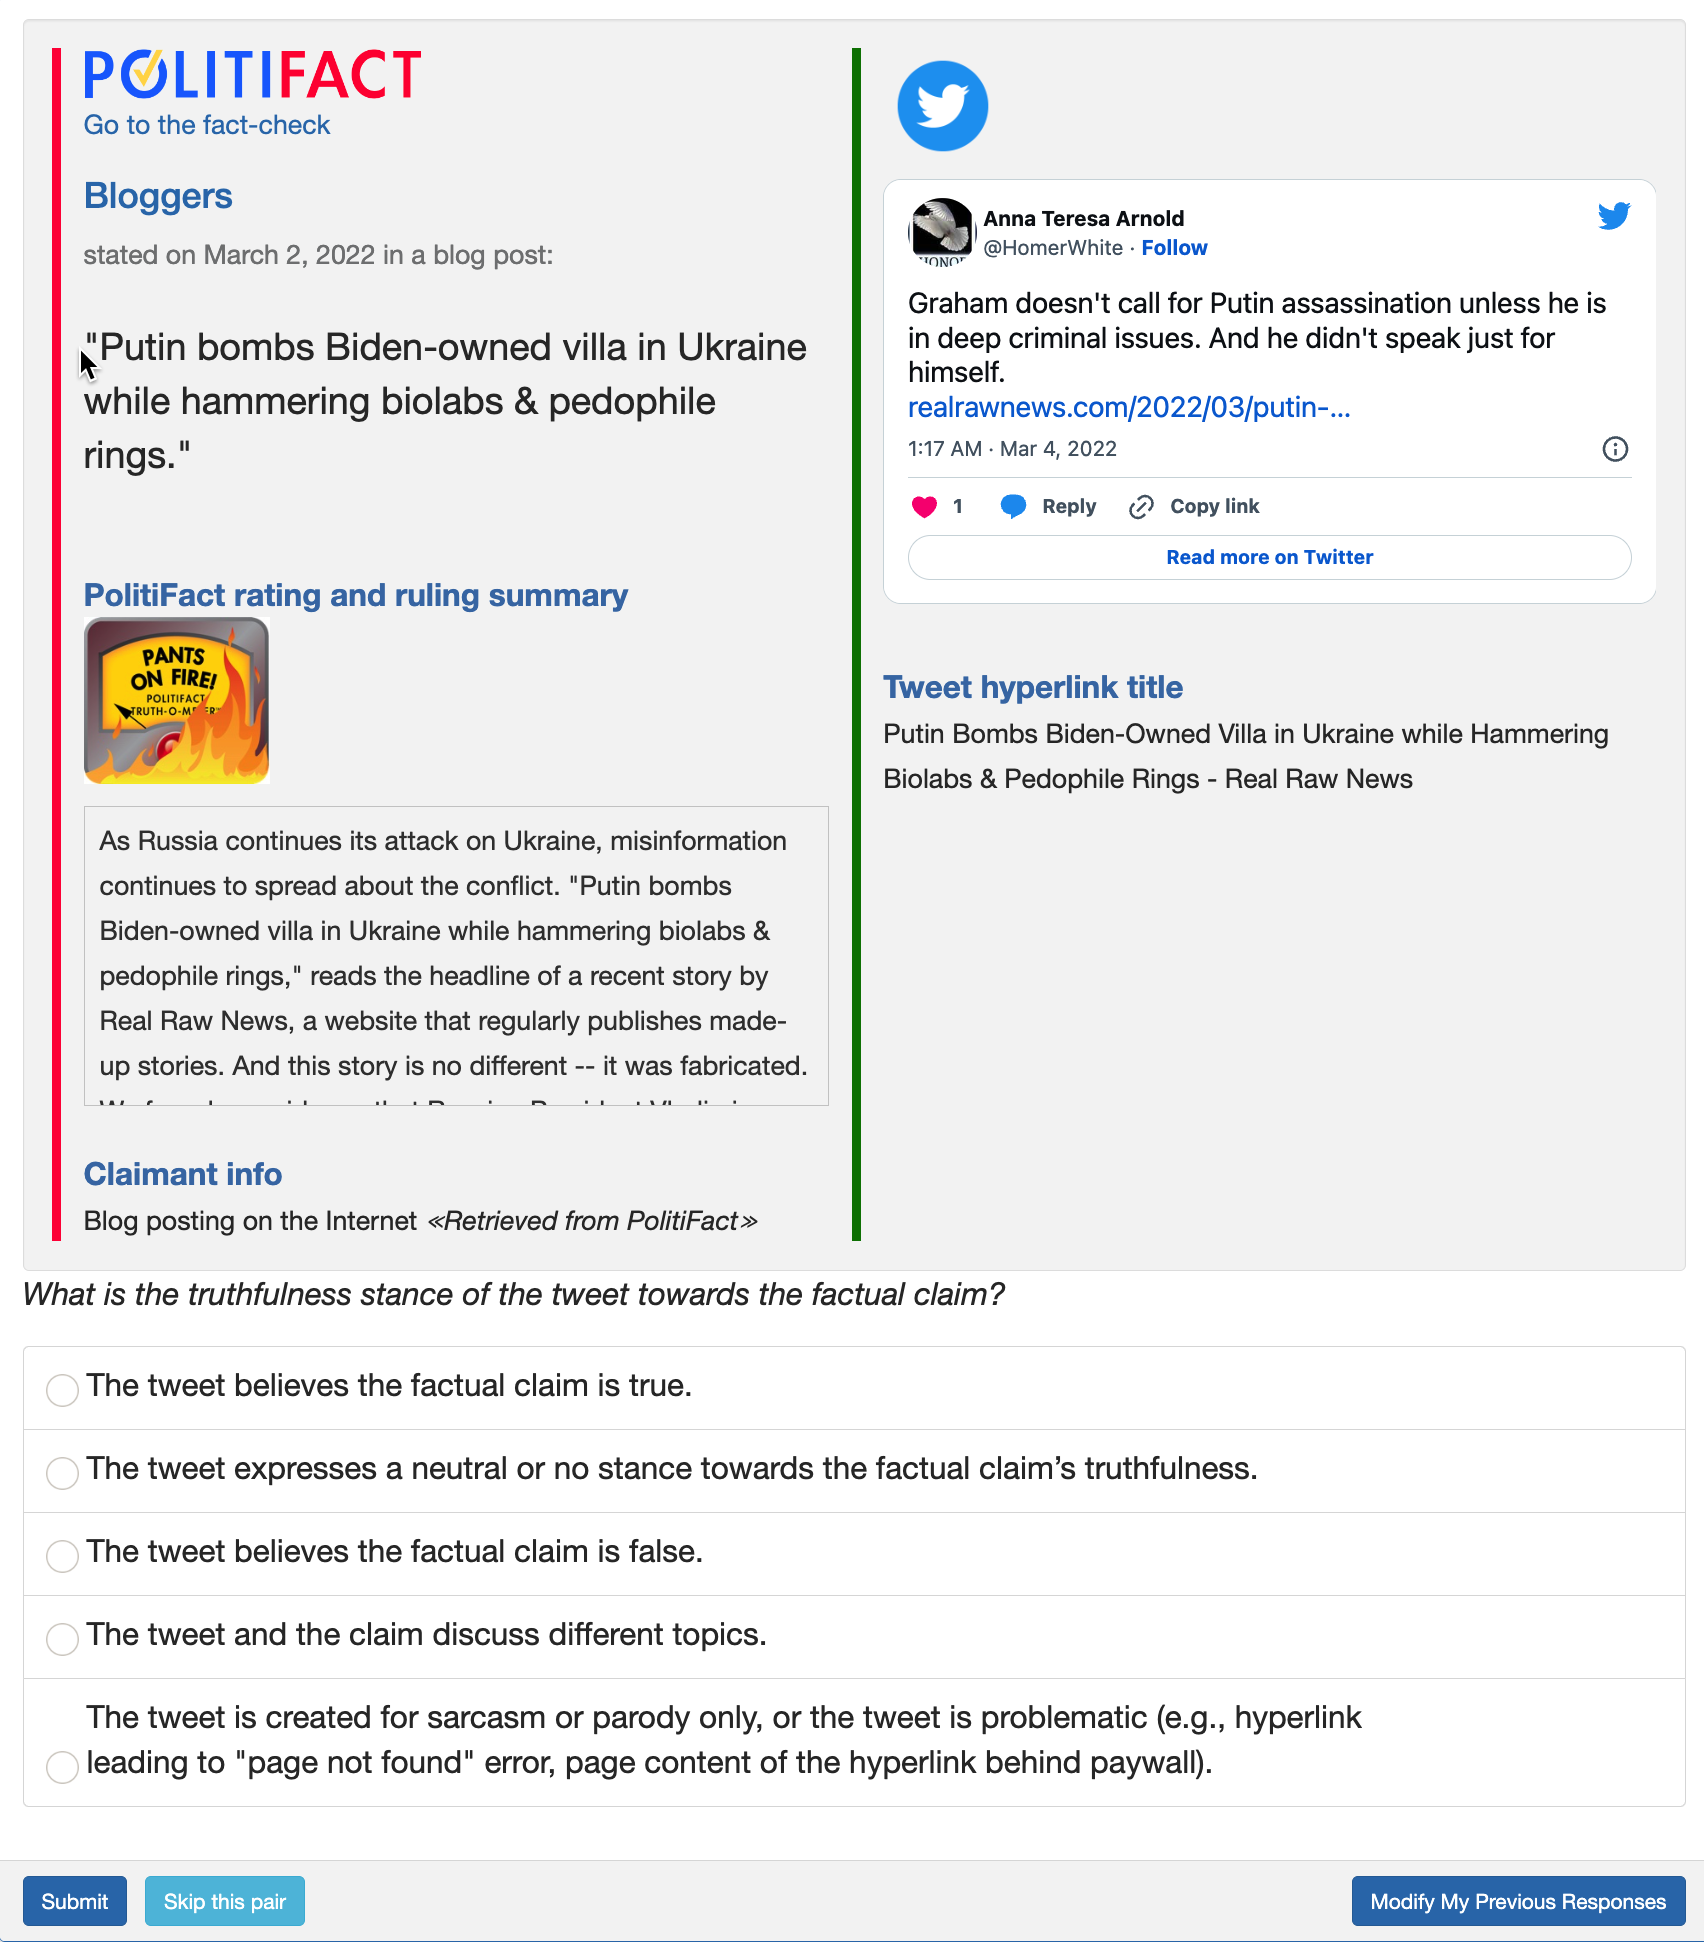 POLITIFACT
Go to the fact-check
Bloggers
stated on March 2, 2022 in a blog post:
"Putin bombs Biden-owned villa in Ukraine
while hammering biolabs & pedophile
rings."
PolitiFact rating and ruling summary
PANTS
ON FIRE!
POLITIFACT
TRUTH-O-METER™
As Russia continues its attack on Ukraine, misinformation
continues to spread about the conflict. "Putin bombs
Biden-owned villa in Ukraine while hammering biolabs &
pedophile rings," reads the headline of a recent story by
Real Raw News, a website that regularly publishes made-
up stories. And this story is no different -- it was fabricated.
Claimant info
Blog posting on the Internet «Retrieved from PolitiFact»
Anna Teresa Arnold
@HomerWhite · Follow
HONOR
Graham doesn't call for Putin assassination unless he is
in deep criminal issues. And he didn't speak just for
himself.
realrawnews.com/2022/03/putin-...
1:17 AM · Mar 4, 2022
1 Reply Copy link
Read more on Twitter
Tweet hyperlink title
Putin Bombs Biden-Owned Villa in Ukraine while Hammering
Biolabs & Pedophile Rings - Real Raw News
What is the truthfulness stance of the tweet towards the factual claim?
The tweet believes the factual claim is true.
The tweet expresses a neutral or no stance towards the factual claim’s truthfulness.
The tweet believes the factual claim is false.
The tweet and the claim discuss different topics.
The tweet is created for sarcasm or parody only, or the tweet is problematic (e.g., hyperlink
leading to "page not found" error, page content of the hyperlink behind paywall).
Submit
Skip this pair
Modify My Previous Responses